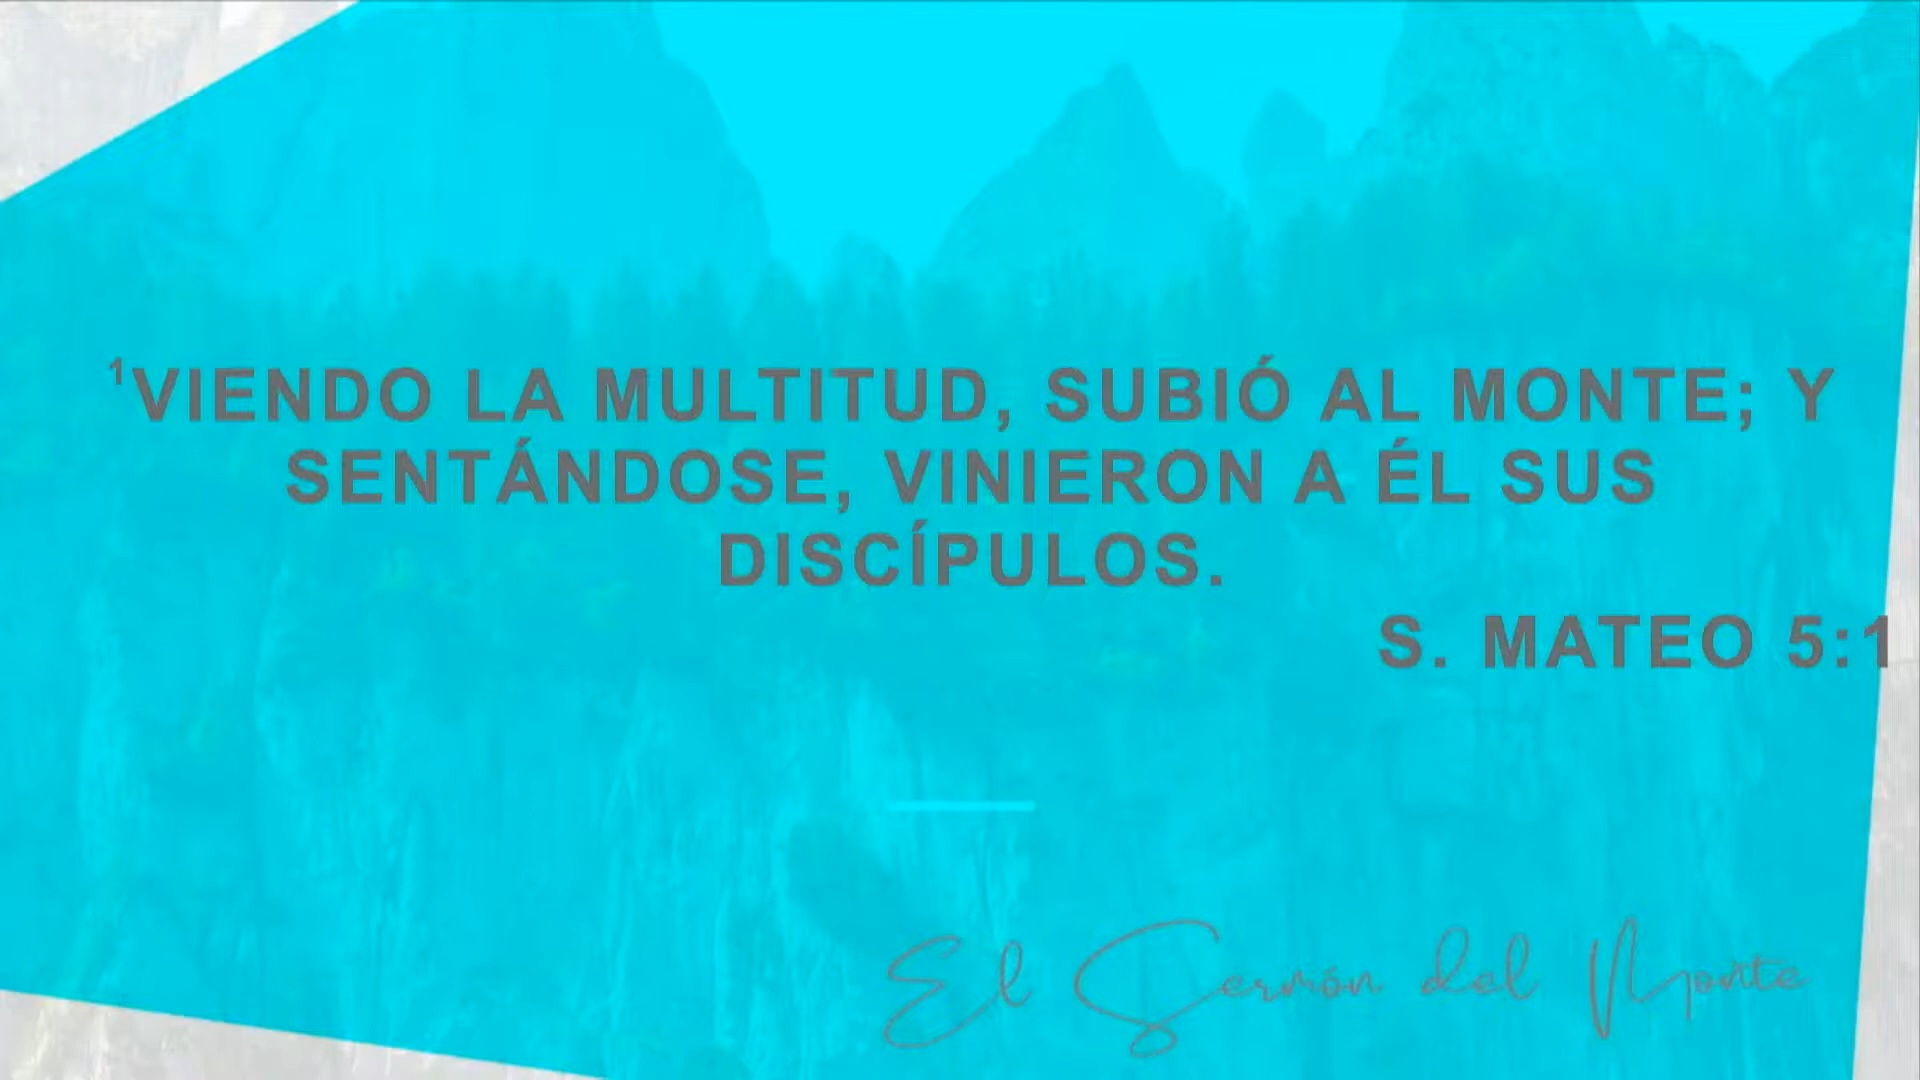 ¹VIENDO LA MULTITUD, SUBIÓ AL MONTE; Y
SENTÁNDOSE, VINIERON A ÉL SUS
DISCÍPULOS.
S. MATEO 5:1
El Sermón del Monte